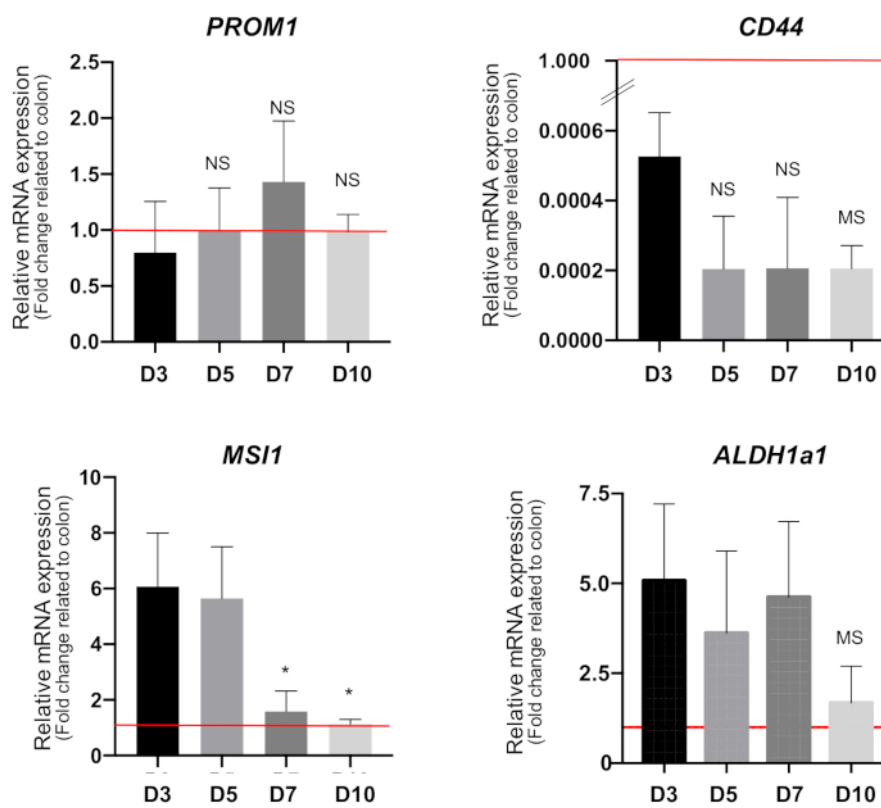 PROM1
Relative mRNA expression
(Fold change related to colon)
2.5
2.0
1.5
1.0
0.5
0.0
NS
NS
NS
D3 D5 D7 D10
CD44
Relative mRNA expression
(Fold change related to colon)
1.000
0.0006
0.0004
0.0002
0.0000
NS
NS
MS
D3 D5 D7 D10
MSI1
Relative mRNA expression
(Fold change related to colon)
10
8
6
4
2
0
*
*
D3 D5 D7 D10
ALDH1a1
Relative mRNA expression
(Fold change related to colon)
7.5
5.0
2.5
0
MS
D3 D5 D7 D10